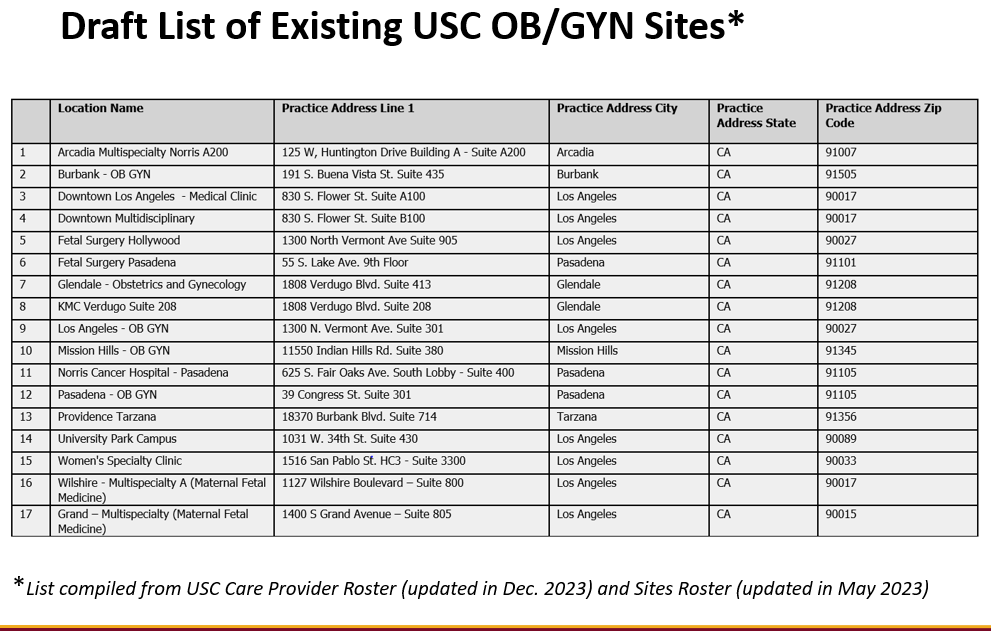 Draft List of Existing USC OB/GYN Sites*
Location Name Practice Address Line 1 Practice Address City Practice Address State Practice Address Zip Code
1 Arcadia Multispecialty Norris A200 125 W, Huntington Drive Building A - Suite A200 Arcadia CA 91007
2 Burbank - OB GYN 191 S. Buena Vista St. Suite 435 Burbank CA 91505
3 Downtown Los Angeles  - Medical Clinic 830 S. Flower St. Suite A100 Los Angeles CA 90017
4 Downtown Multidisciplinary 830 S. Flower St. Suite B100 Los Angeles CA 90017
5 Fetal Surgery Hollywood 1300 North Vermont Ave Suite 905 Los Angeles CA 90027
6 Fetal Surgery Pasadena 55 S. Lake Ave. 9th Floor Pasadena CA 91101
7 Glendale - Obstetrics and Gynecology 1808 Verdugo Blvd. Suite 413 Glendale CA 91208
8 KMC Verdugo Suite 208 1808 Verdugo Blvd. Suite 208 Glendale CA 91208
9 Los Angeles - OB GYN 1300 N. Vermont Ave. Suite 301 Los Angeles CA 90027
10 Mission Hills - OB GYN 11550 Indian Hills Rd. Suite 380 Mission Hills CA 91345
11 Norris Cancer Hospital - Pasadena 625 S. Fair Oaks Ave. South Lobby - Suite 400 Pasadena CA 91105
12 Pasadena - OB GYN 39 Congress St. Suite 301 Pasadena CA 91105
13 Providence Tarzana 18370 Burbank Blvd. Suite 714 Tarzana CA 91356
14 University Park Campus 1031 W. 34th St. Suite 430 Los Angeles CA 90089
15 Women's Specialty Clinic 1516 San Pablo St. HC3 - Suite 3300 Los Angeles CA 90033
16 Wilshire - Multispecialty A (Maternal Fetal Medicine) 1127 Wilshire Boulevard – Suite 800 Los Angeles CA 90017
17 Grand – Multispecialty (Maternal Fetal Medicine) 1400 S Grand Avenue – Suite 805 Los Angeles CA 90015
*List compiled from USC Care Provider Roster (updated in Dec. 2023) and Sites Roster (updated in May 2023)